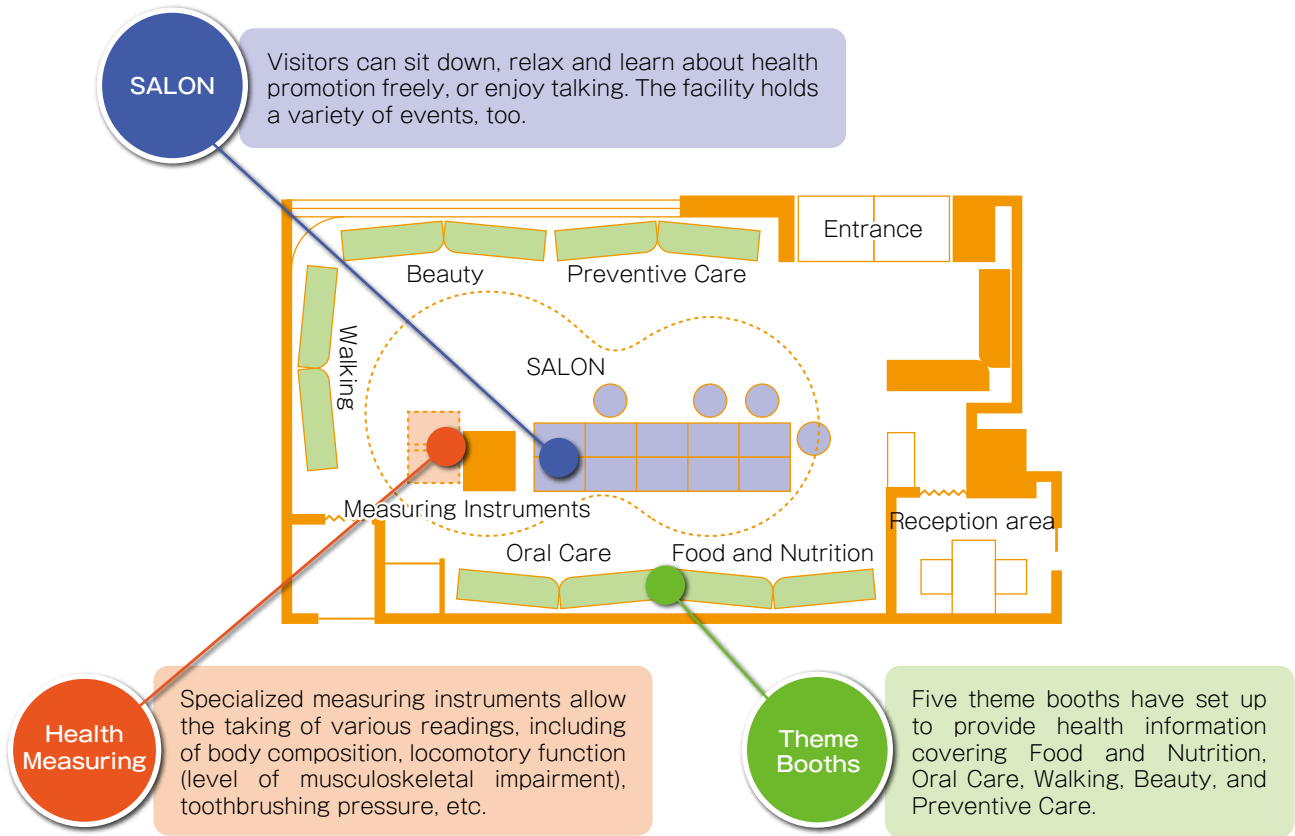 SALON
Visitors can sit down, relax and learn about health
promotion freely, or enjoy talking. The facility holds
a variety of events, too.
Entrance
Beauty
Preventive Care
Walking
SALON
Measuring Instruments
Reception area
Oral Care
Food and Nutrition
Health
Measuring
Specialized measuring instruments allow
the taking of various readings, including
of body composition, locomotory function
(level of musculoskeletal impairment),
toothbrushing pressure, etc.
Theme
Booths
Five theme booths have set up
to provide health information
covering Food and Nutrition,
Oral Care, Walking, Beauty, and
Preventive Care.